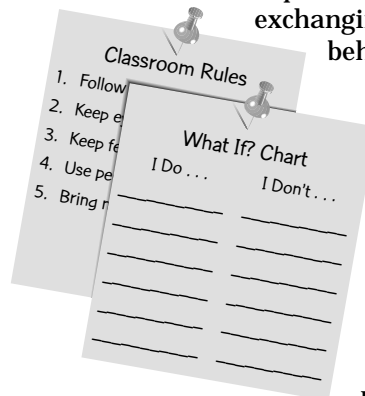 exchangin
beh
Classroom Rules
1. Follow
2. Keep e
3. Keep fe
4. Use pe
5. Bring
What If? Chart
I Do . . .
I Don't . . .